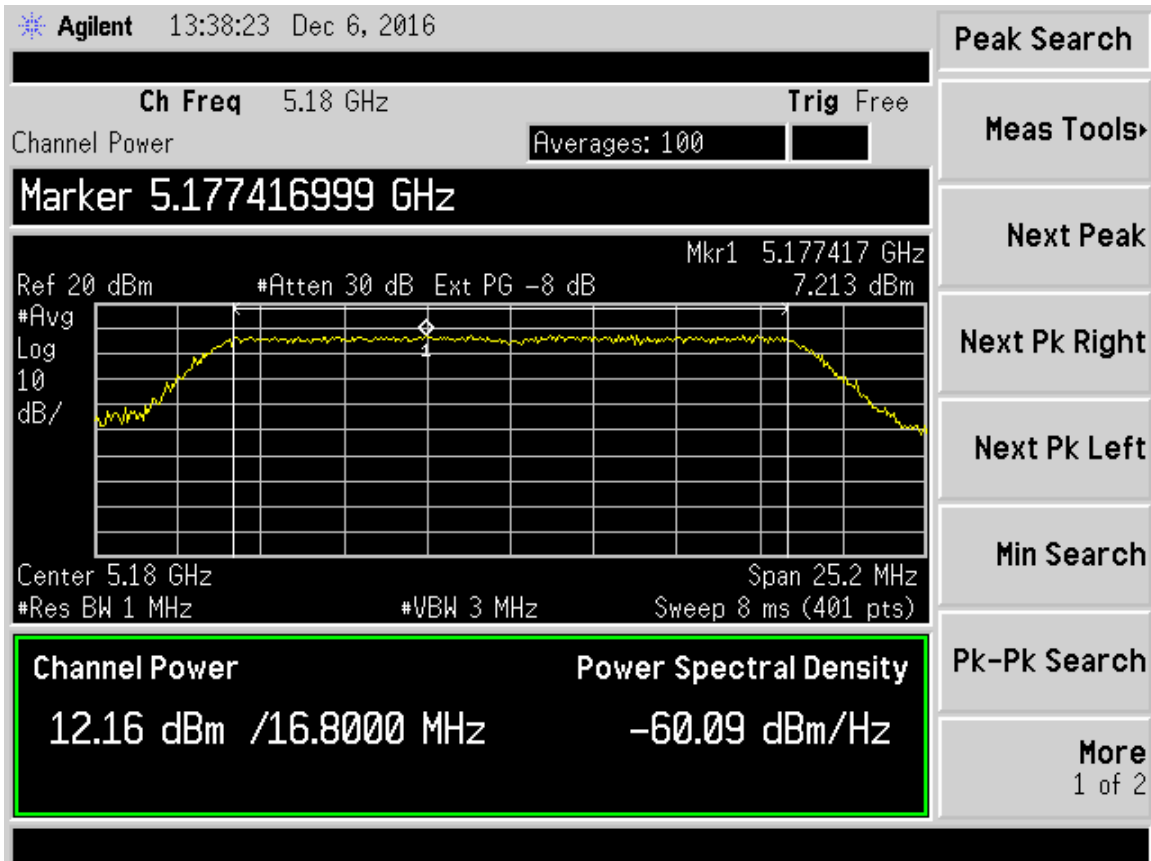 Agilent 13:38:23 Dec 6, 2016
Peak Search
Ch Freq 5.18 GHz Trig Free
Channel Power Averages: 100
Meas Tools▸
Marker 5.177416999 GHz
Next Peak
Mkr1 5.177417 GHz
Ref 20 dBm #Atten 30 dB Ext PG -8 dB 7.213 dBm
#Avg
Log
10
dB/
1
Next Pk Right
Next Pk Left
Center 5.18 GHz Span 25.2 MHz
#Res BW 1 MHz #VBW 3 MHz Sweep 8 ms (401 pts)
Min Search
Channel Power Power Spectral Density
12.16 dBm /16.8000 MHz -60.09 dBm/Hz
Pk-Pk Search
More
1 of 2